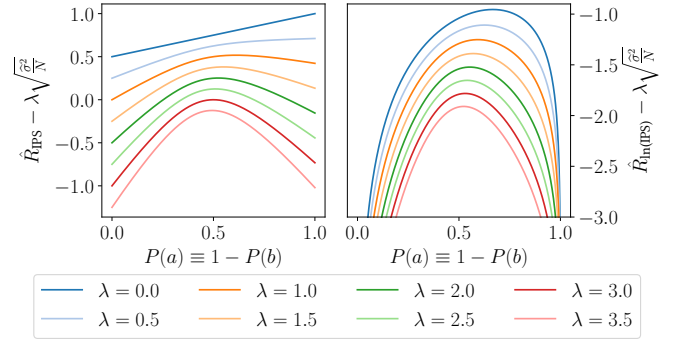 R̂_IPS − λ√(σ̂²/N)
1.0
0.5
0.0
−0.5
−1.0
0.0 0.5 1.0
P(a) ≡ 1 − P(b)
−1.0
−1.5
−2.0
−2.5
−3.0
R̂_ln(IPS) − λ√(σ̂²/N)
0.0 0.5 1.0
P(a) ≡ 1 − P(b)
λ = 0.0 λ = 1.0 λ = 2.0 λ = 3.0
λ = 0.5 λ = 1.5 λ = 2.5 λ = 3.5